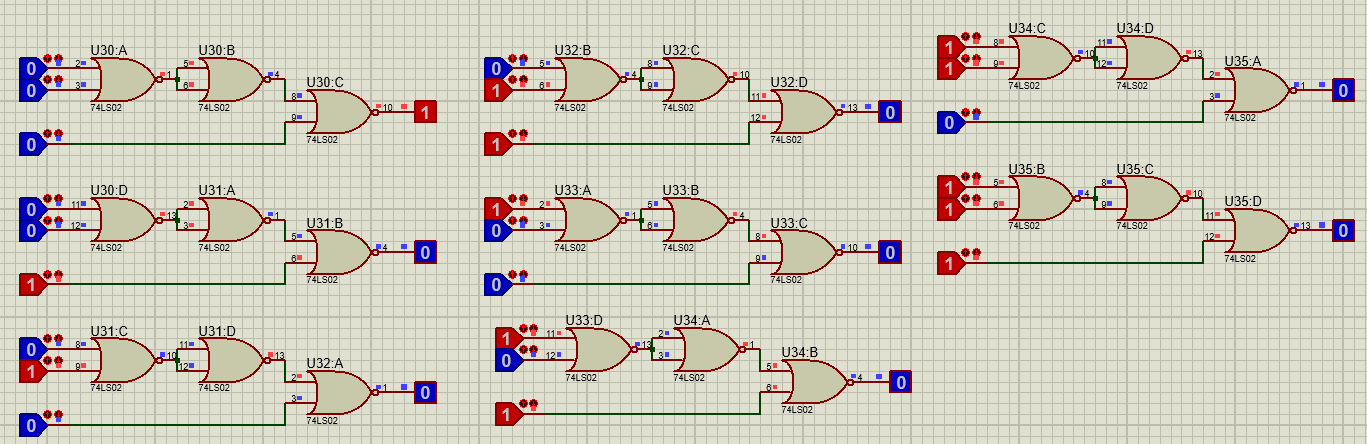 U30:A U30:B
0 2 1 5 4
0 3 6
74LS02 74LS02
U30:C
8 10 1
9
74LS02
0
U30:D U31:A
0 11 13 2 1
0 12 3
74LS02 74LS02
U31:B
5 4 0
6
74LS02
1
U31:C U31:D
0 8 10 11 13
1 9 12
74LS02 74LS02
U32:A
2 1 0
3
74LS02
0
U32:B U32:C
0 5 4 8 10
1 6 9
74LS02 74LS02
U32:D
11 13 0
12
74LS02
1
U33:A U33:B
1 2 1 5 4
0 3 6
74LS02 74LS02
U33:C
8 10 0
9
74LS02
0
U33:D U34:A
1 11 13 2 1
0 12 3
74LS02 74LS02
U34:B
5 4 0
6
74LS02
1
U34:C U34:D
1 8 10 11 13
1 9 12
74LS02 74LS02
U35:A
2 1 0
3
74LS02
0
U35:B U35:C
1 5 4 8 10
1 6 9
74LS02 74LS02
U35:D
11 13 0
12
74LS02
1